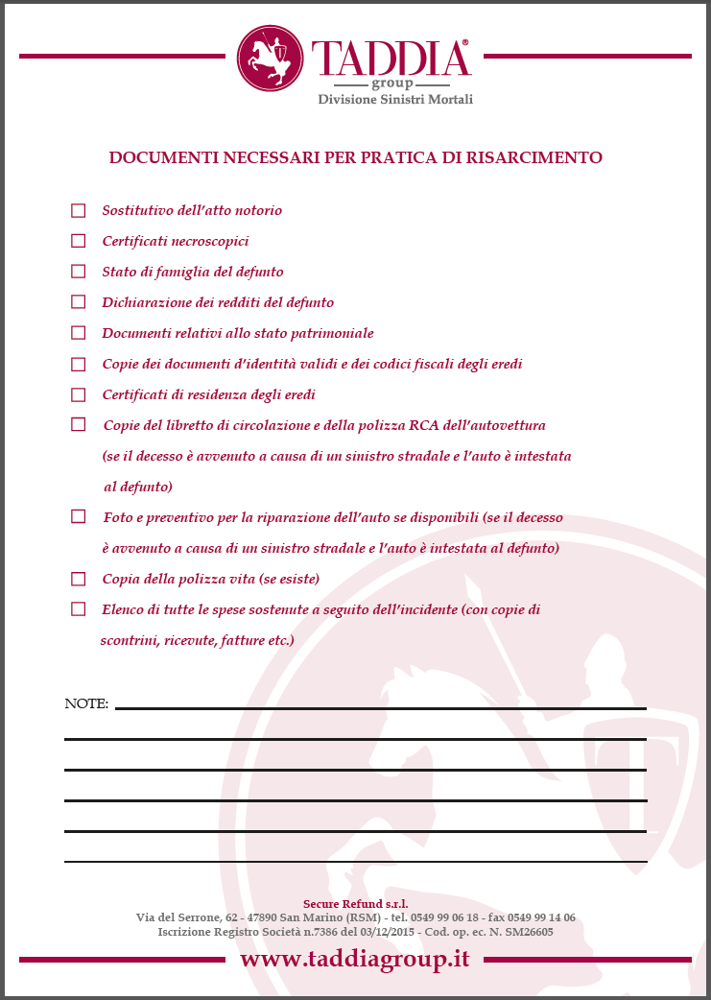 TADDIA®
group
Divisione Sinistri Mortali
DOCUMENTI NECESSARI PER PRATICA DI RISARCIMENTO
Sostitutivo dell'atto notorio
Certificati necroscopici
Stato di famiglia del defunto
Dichiarazione dei redditi del defunto
Documenti relativi allo stato patrimoniale
Copie dei documenti d'identità validi e dei codici fiscali degli eredi
Certificati di residenza degli eredi
Copie del libretto di circolazione e della polizza RCA dell'autovettura
(se il decesso è avvenuto a causa di un sinistro stradale e l'auto è intestata
al defunto)
Foto e preventivo per la riparazione dell'auto se disponibili (se il decesso
è avvenuto a causa di un sinistro stradale e l'auto è intestata al defunto)
Copia della polizza vita (se esiste)
Elenco di tutte le spese sostenute a seguito dell'incidente (con copie di
scontrini, ricevute, fatture etc.)
NOTE:
Secure Refund s.r.l.
Via del Serrone, 62 - 47890 San Marino (RSM) - tel. 0549 99 06 18 - fax 0549 99 14 06
Iscrizione Registro Società n.7386 del 03/12/2015 - Cod. op. ec. N. SM26605
www.taddiagroup.it